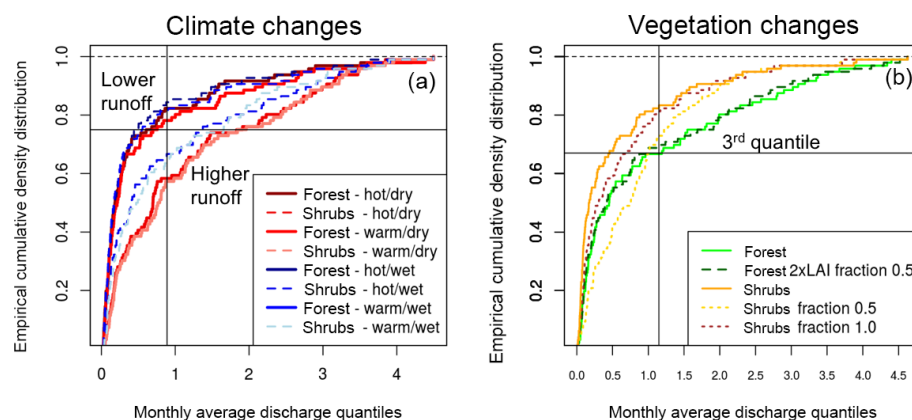 Climate changes
Empirical cumulative density distribution
1.0
0.8
0.6
0.4
0.2
Lower
runoff
(a)
Higher
runoff
Forest - hot/dry
Shrubs - hot/dry
Forest - warm/dry
Shrubs - warm/dry
Forest - hot/wet
Shrubs - hot/wet
Forest - warm/wet
Shrubs - warm/wet
0 1 2 3 4
Monthly average discharge quantiles
Vegetation changes
Empirical cumulative density distribution
1.0
0.8
0.6
0.4
0.2
(b)
3rd quantile
Forest
Forest 2xLAI fraction 0.5
Shrubs
Shrubs fraction 0.5
Shrubs fraction 1.0
0.0 0.5 1.0 1.5 2.0 2.5 3.0 3.5 4.0 4.5
Monthly average discharge quantiles